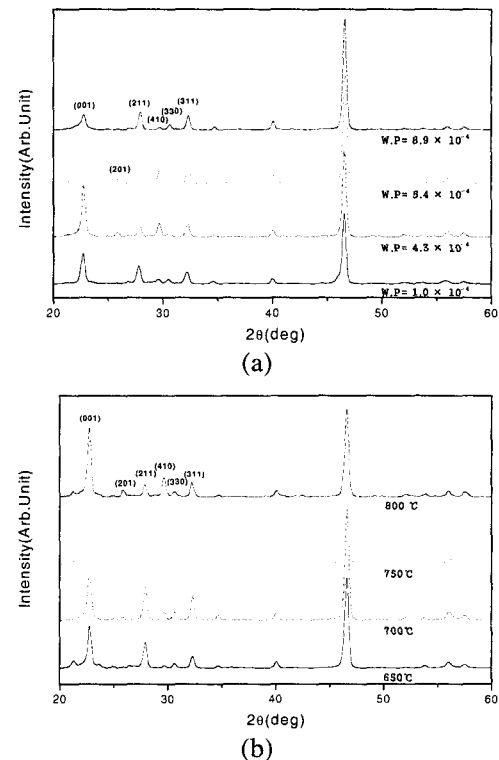 (001)
(211)
(410)
(330)
(311)
W.P= 8.9 × 10⁻⁴
(201)
W.P= 5.4 × 10⁻⁴
W.P= 4.3 × 10⁻⁴
W.P= 1.0 × 10⁻⁴
Intensity(Arb.Unit)
20 30 40 50 60
2θ(deg)
(a)
(001)
(201)
(211)
(410)
(330)
(311)
800℃
750℃
700℃
650℃
Intensity(Arb.Unit)
20 30 40 50 60
2θ(deg)
(b)